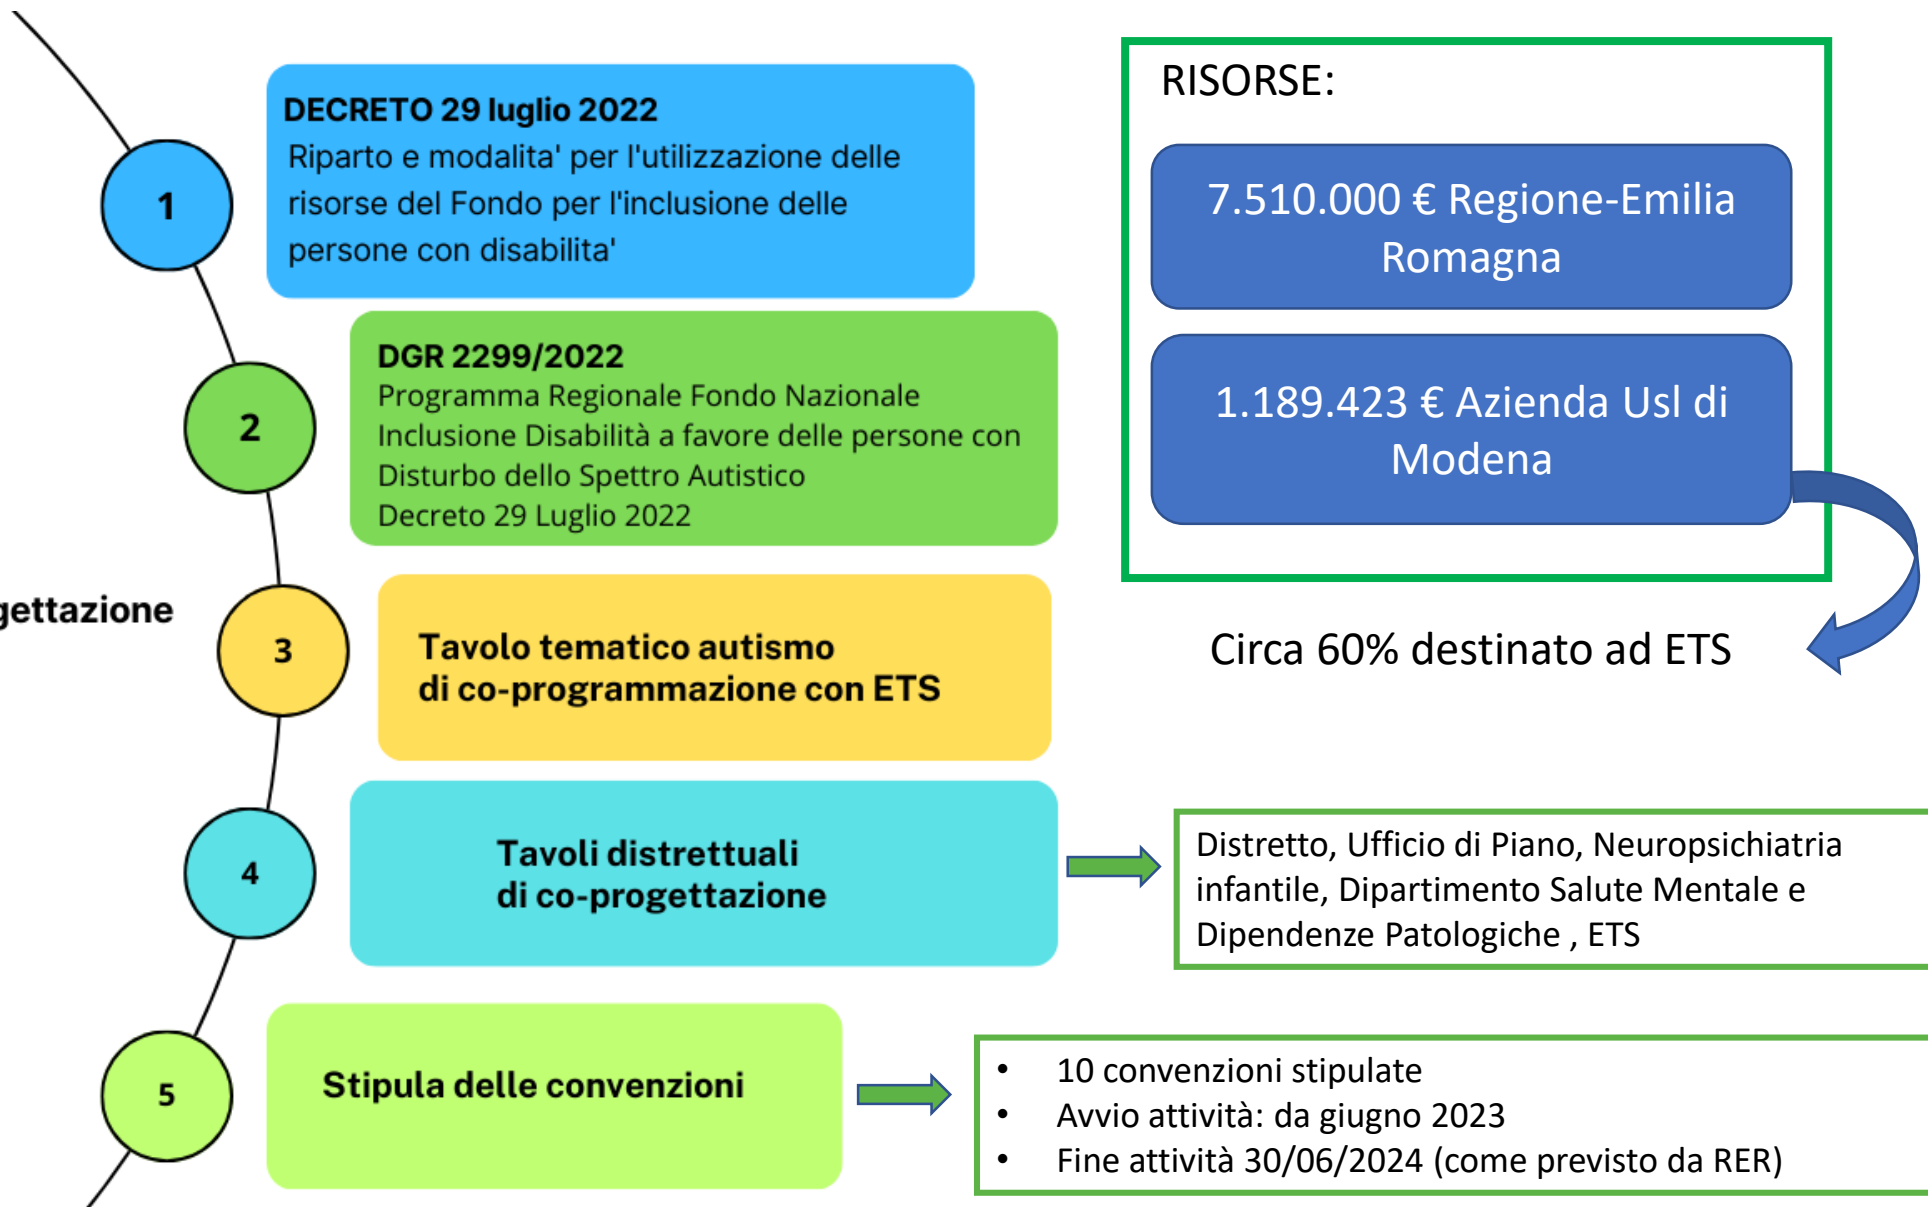 1
DECRETO 29 luglio 2022
Riparto e modalita' per l'utilizzazione delle
risorse del Fondo per l'inclusione delle
persone con disabilita'
RISORSE:
7.510.000 € Regione-Emilia
Romagna
1.189.423 € Azienda Usl di
Modena
Circa 60% destinato ad ETS
2
DGR 2299/2022
Programma Regionale Fondo Nazionale
Inclusione Disabilità a favore delle persone con
Disturbo dello Spettro Autistico
Decreto 29 Luglio 2022
gettazione
3
Tavolo tematico autismo
di co-programmazione con ETS
4
Tavoli distrettuali
di co-progettazione
Distretto, Ufficio di Piano, Neuropsichiatria
infantile, Dipartimento Salute Mentale e
Dipendenze Patologiche , ETS
5
Stipula delle convenzioni
• 10 convenzioni stipulate
• Avvio attività: da giugno 2023
• Fine attività 30/06/2024 (come previsto da RER)